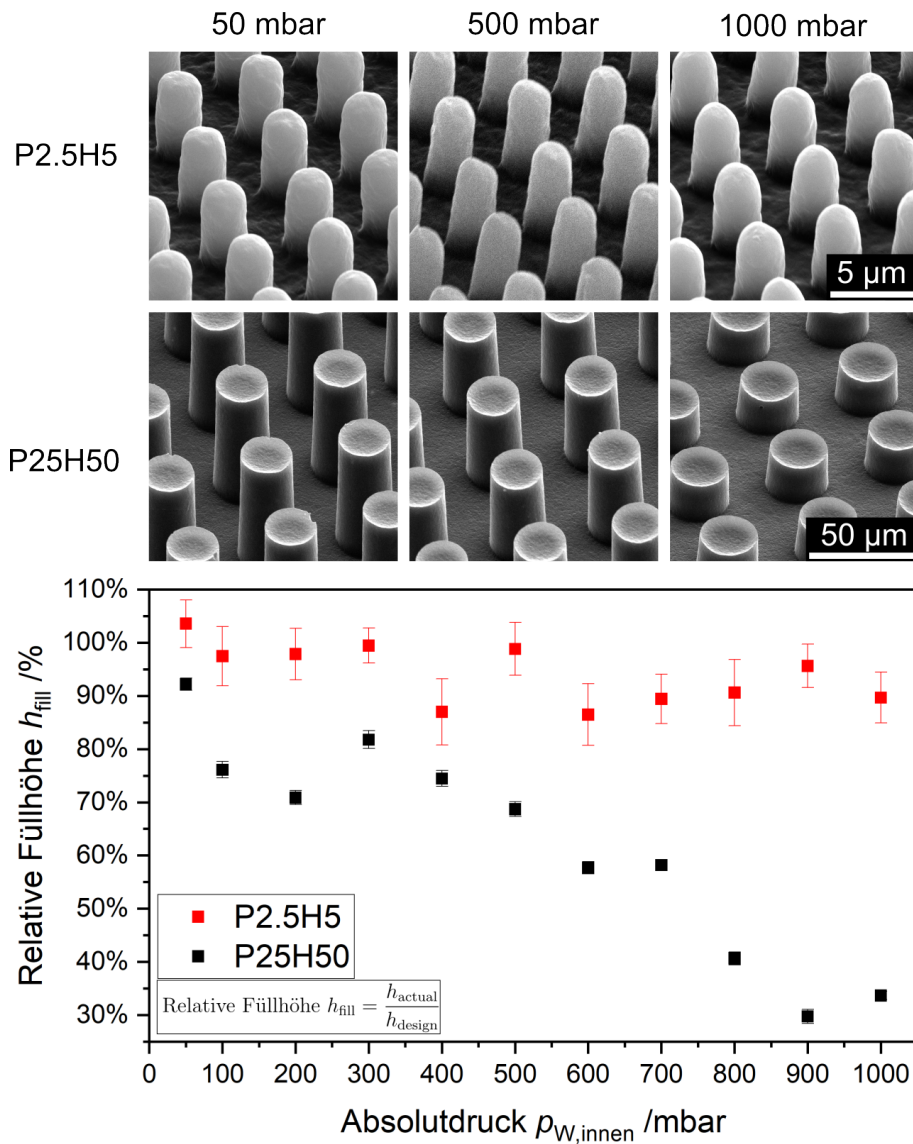 50 mbar 500 mbar 1000 mbar
P2.5H5
5 µm
P25H50
50 µm
110%
100%
90%
80%
70%
60%
50%
40%
30%
Relative Füllhöhe h_fill /%
P2.5H5
P25H50
Relative Füllhöhe h_fill = h_actual / h_design
0 100 200 300 400 500 600 700 800 900 1000
Absolutdruck p_W,innen /mbar